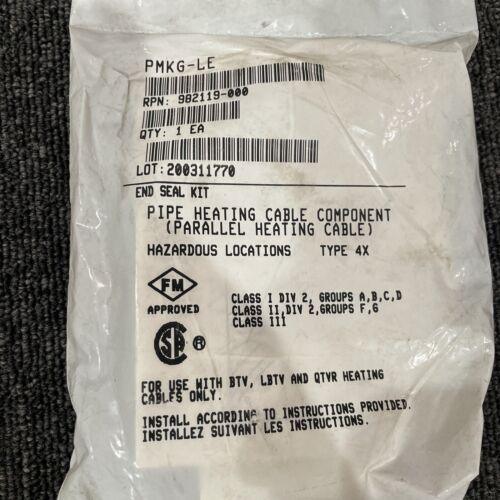 PMKG-LE
RPN: 982119-000
QTY: 1 EA
LOT:200311770
END SEAL KIT
PIPE HEATING CABLE COMPONENT
(PARALLEL HEATING CABLE)
HAZARDOUS LOCATIONS TYPE 4X
FM
APPROVED
CLASS I DIV 2, GROUPS A,B,C,D
CLASS II,DIV 2,GROUPS F,G
CLASS III
SA ®
FOR USE WITH BTV, LBTV AND QTVR HEATING
CABLES ONLY.
INSTALL ACCORDING TO INSTRUCTIONS PROVIDED.
INSTALLEZ SUIVANT LES INSTRUCTIONS.